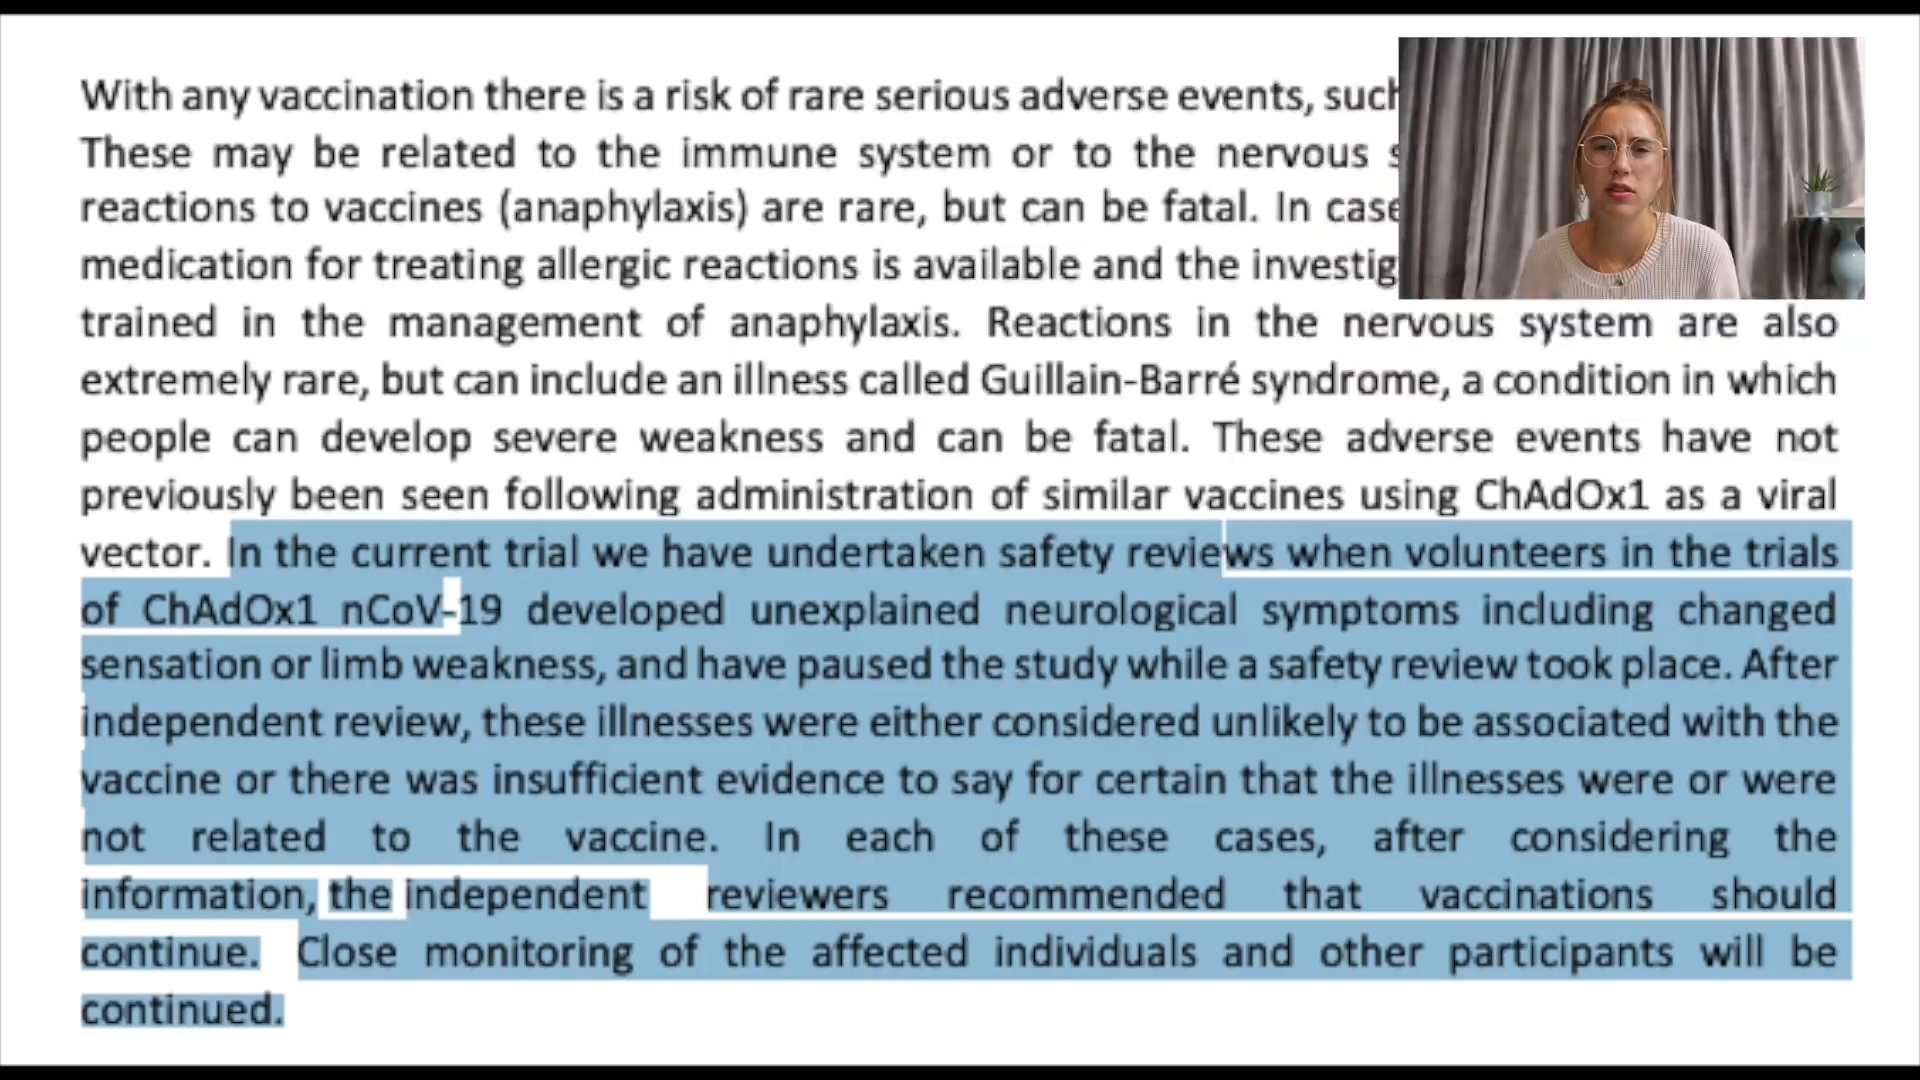 With any vaccination there is a risk of rare serious adverse events, such
These may be related to the immune system or to the nervous
reactions to vaccines (anaphylaxis) are rare, but can be fatal. In case
medication for treating allergic reactions is available and the
trained in the management of anaphylaxis. Reactions in the nervous system are also
extremely rare, but can include an illness called Guillain-Barré syndrome, a condition in which
people can develop severe weakness and can be fatal. These adverse events have not
previously been seen following administration of similar vaccines using ChAdOx1 as a viral
vector. In the current trial we have undertaken safety reviews when volunteers in the trials
of ChAdOx1 nCoV-19 developed unexplained neurological symptoms including changed
sensation or limb weakness, and have paused the study while a safety review took place. After
independent review, these illnesses were either considered unlikely to be associated with the
vaccine or there was insufficient evidence to say for certain that the illnesses were or were
not related to the vaccine. In each of these cases, after considering the
information, the independent reviewers recommended that vaccinations should
continue. Close monitoring of the affected individuals and other participants will be
continued.